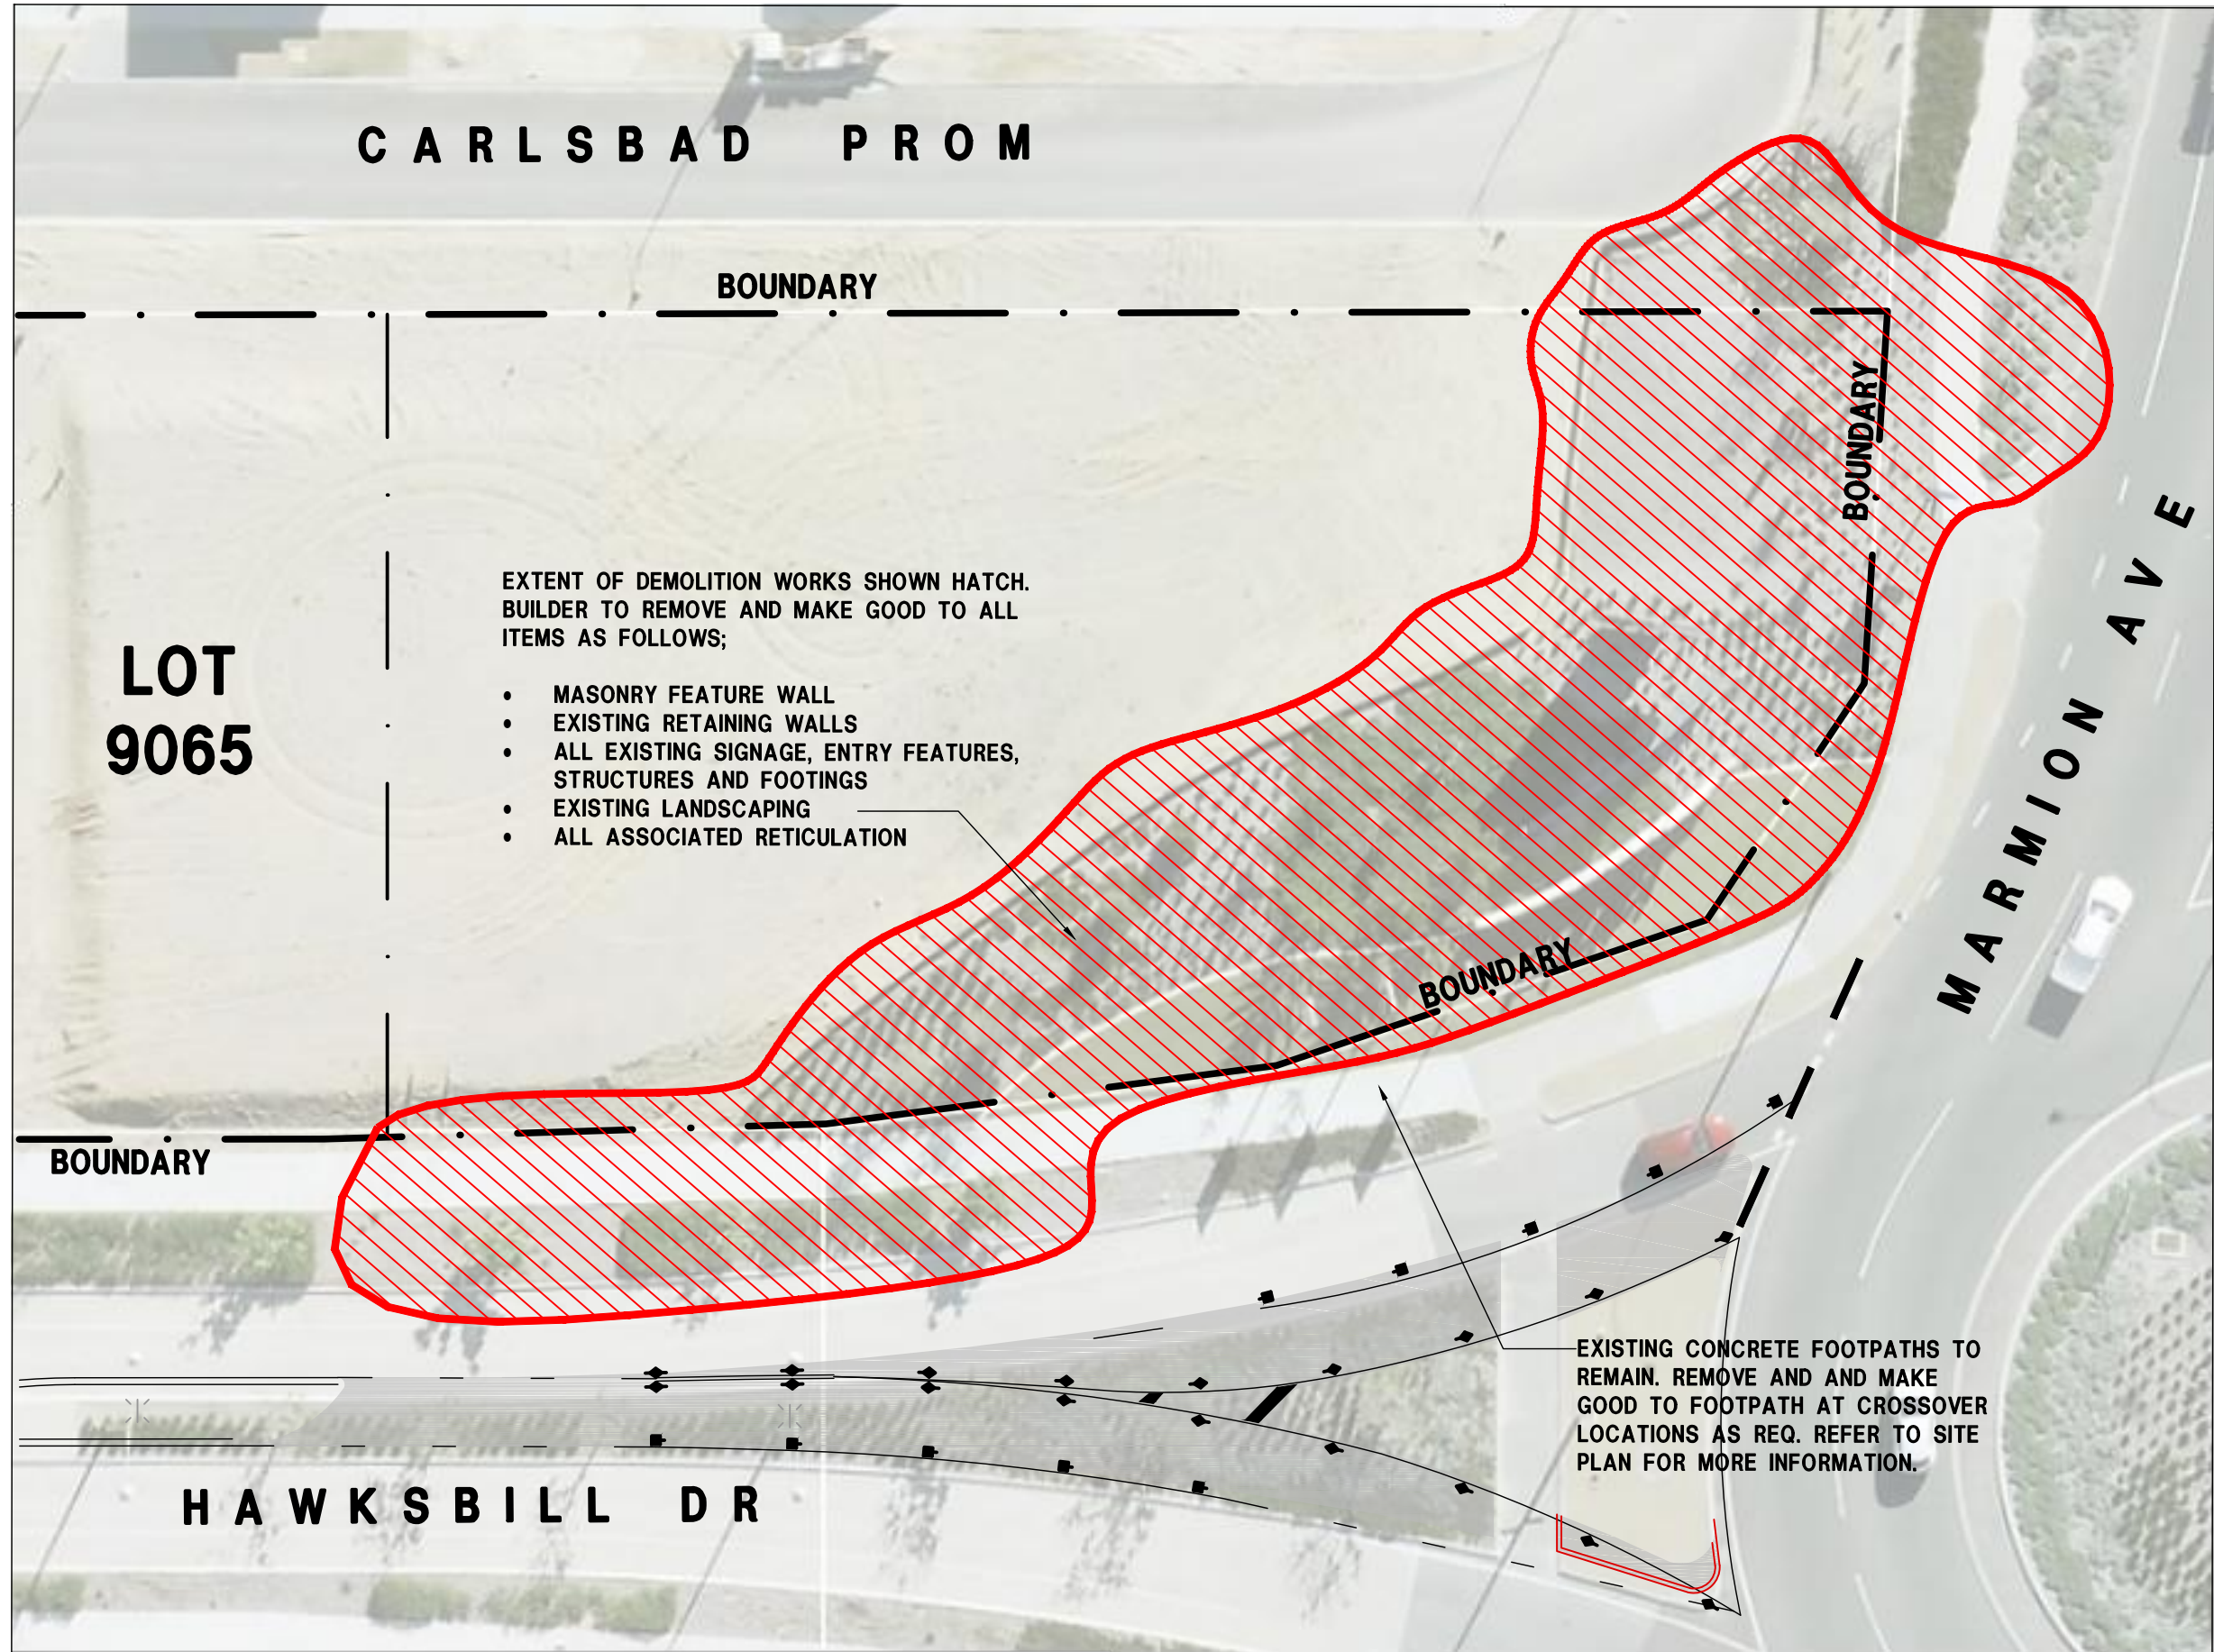 CARLSBAD PROM
BOUNDARY
BOUNDARY
EXTENT OF DEMOLITION WORKS SHOWN HATCH.
BUILDER TO REMOVE AND MAKE GOOD TO ALL
ITEMS AS FOLLOWS;
LOT
9065
• MASONRY FEATURE WALL
• EXISTING RETAINING WALLS
• ALL EXISTING SIGNAGE, ENTRY FEATURES,
STRUCTURES AND FOOTINGS
• EXISTING LANDSCAPING
• ALL ASSOCIATED RETICULATION
MARMION AVE
BOUNDARY
BOUNDARY
EXISTING CONCRETE FOOTPATHS TO
REMAIN. REMOVE AND AND MAKE
GOOD TO FOOTPATH AT CROSSOVER
LOCATIONS AS REQ. REFER TO SITE
PLAN FOR MORE INFORMATION.
HAWKSBILL DR